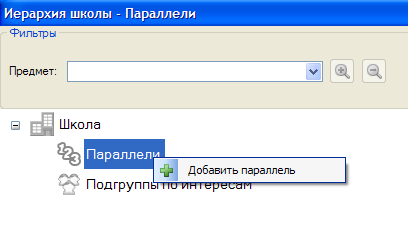 Иерархия школы - Параллели
Фильтры
Предмет:
Школа
Параллели
Добавить параллель
Подгруппы по интересам